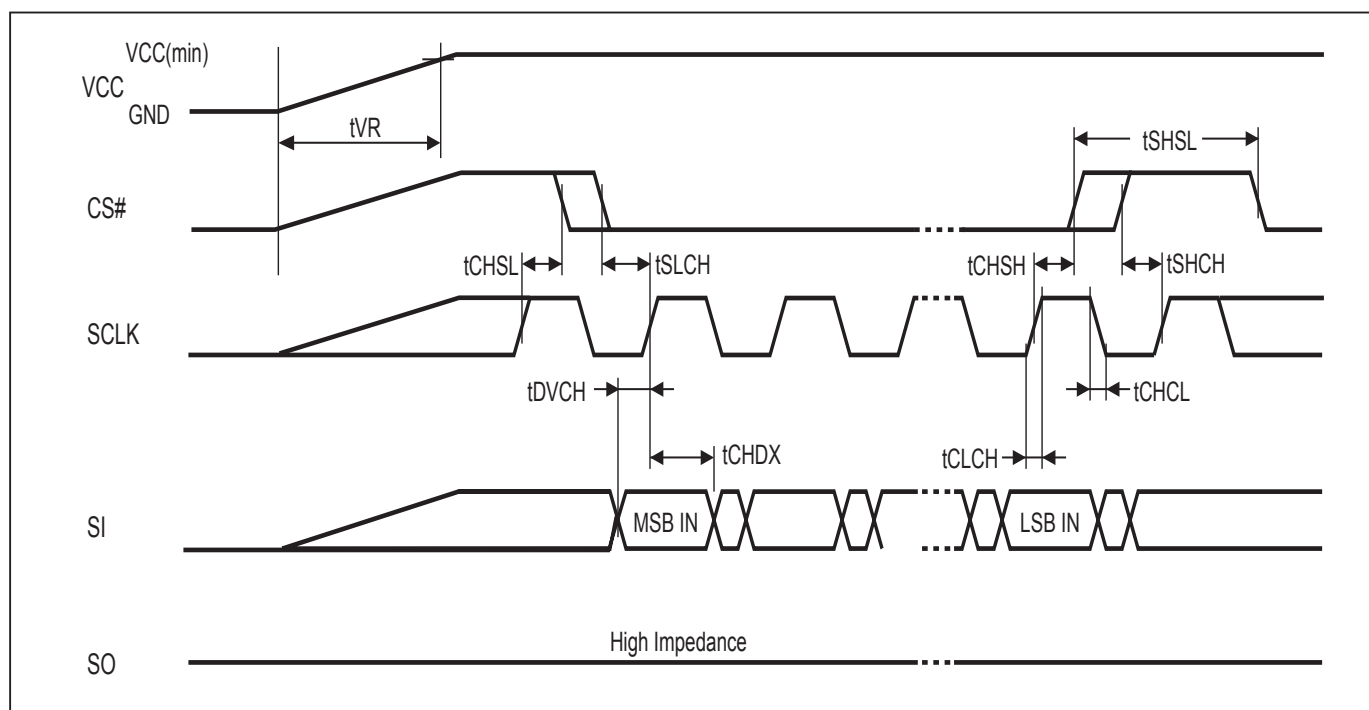 VCC(min)
VCC
GND
tVR
tSHSL
CS#
tCHSL
tSLCH
tCHSH
tSHCH
SCLK
tDVCH
tCHCL
tCHDX
tCLCH
SI
MSB IN
LSB IN
High Impedance
SO